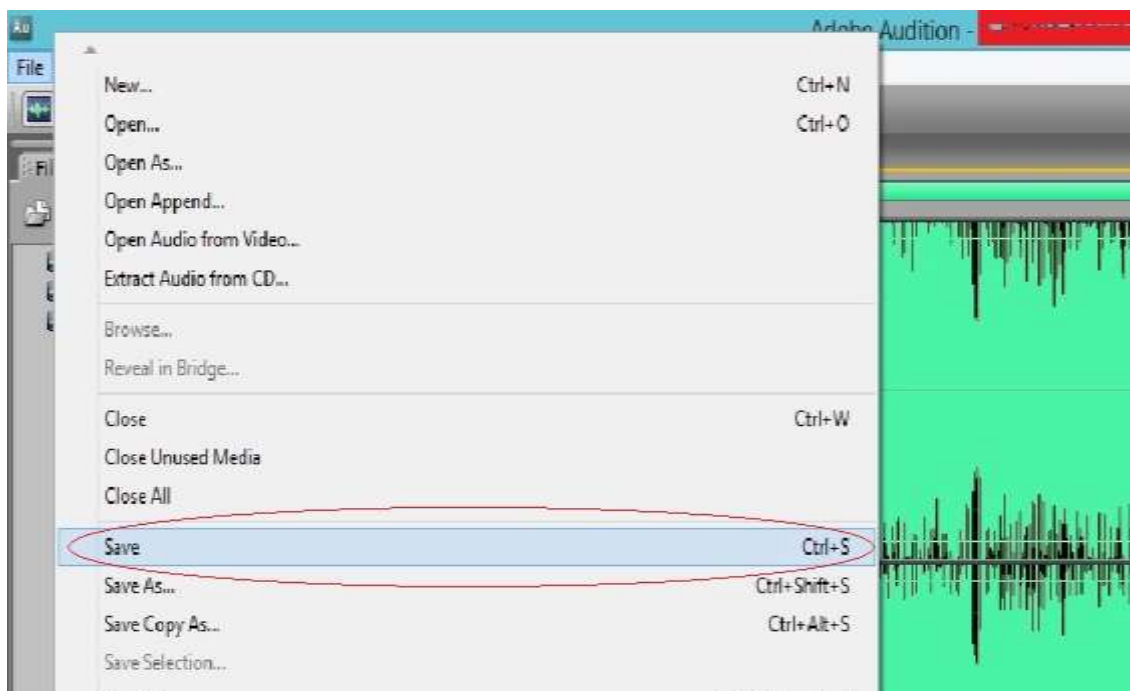 Au
Adobe Audition -
File
New... Ctrl+N
Open... Ctrl+O
Open As...
Fil
Open Append...
Open Audio from Video...
Extract Audio from CD...
Browse...
Reveal in Bridge...
Close Ctrl+W
Close Unused Media
Close All
Save Ctrl+S
Save As... Ctrl+Shift+S
Save Copy As... Ctrl+Alt+S
Save Selection...